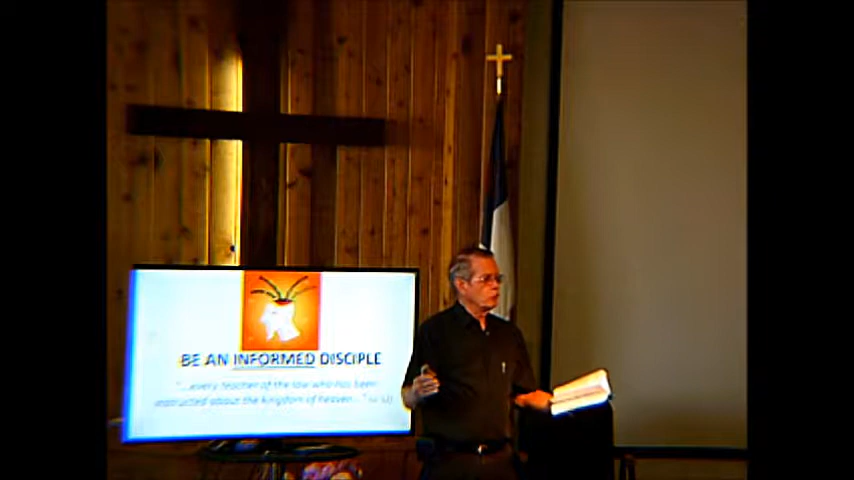 BE AN INFORMED DISCIPLE
"...every teacher of the law who has been
instructed about the kingdom of heaven..."